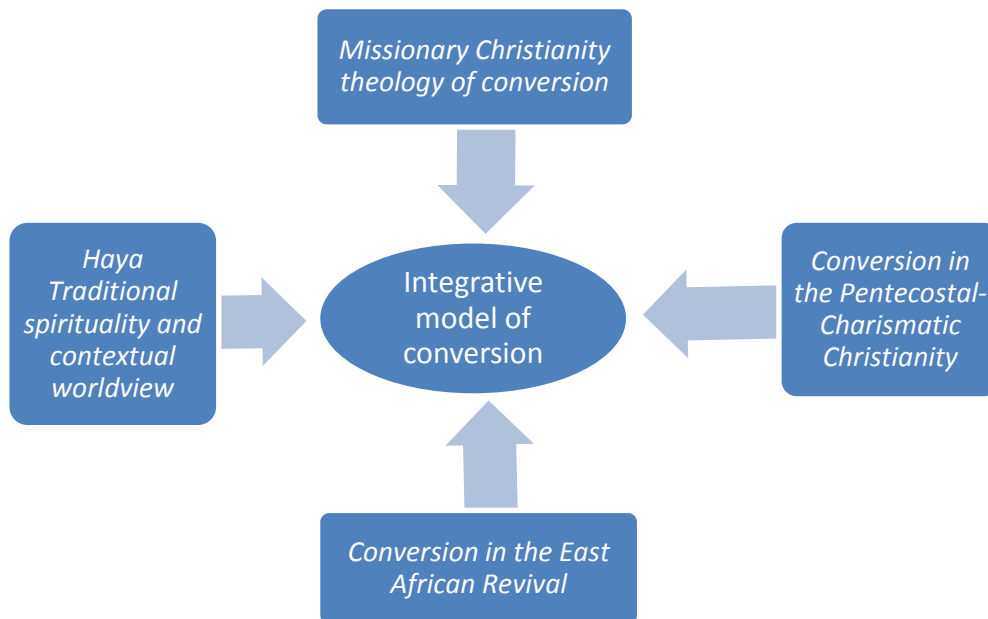 Missionary Christianity
theology of conversion
Haya
Traditional
spirituality and
contextual
worldview
Integrative
model of
conversion
Conversion in
the Pentecostal-
Charismatic
Christianity
Conversion in the East
African Revival